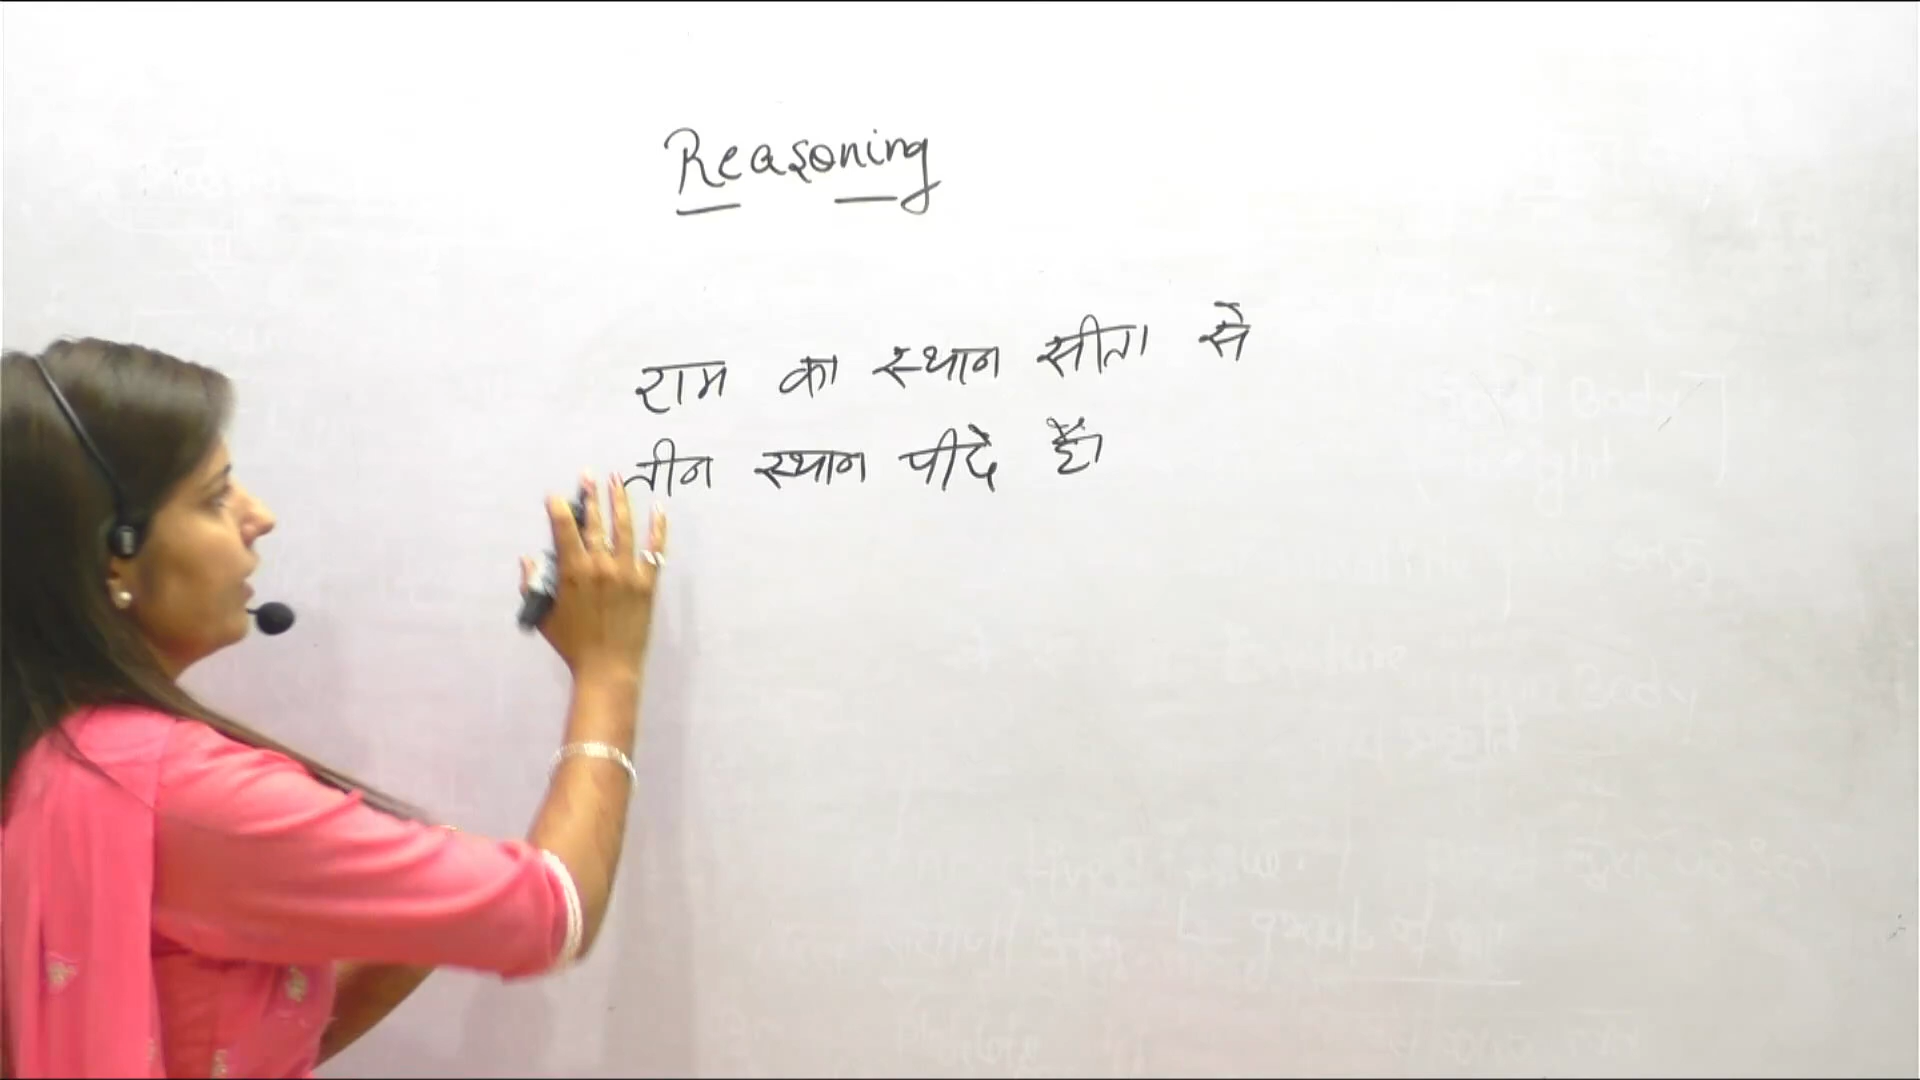 Reasoning
राम का स्थान सीता से
तीन स्थान पीदे हैं।